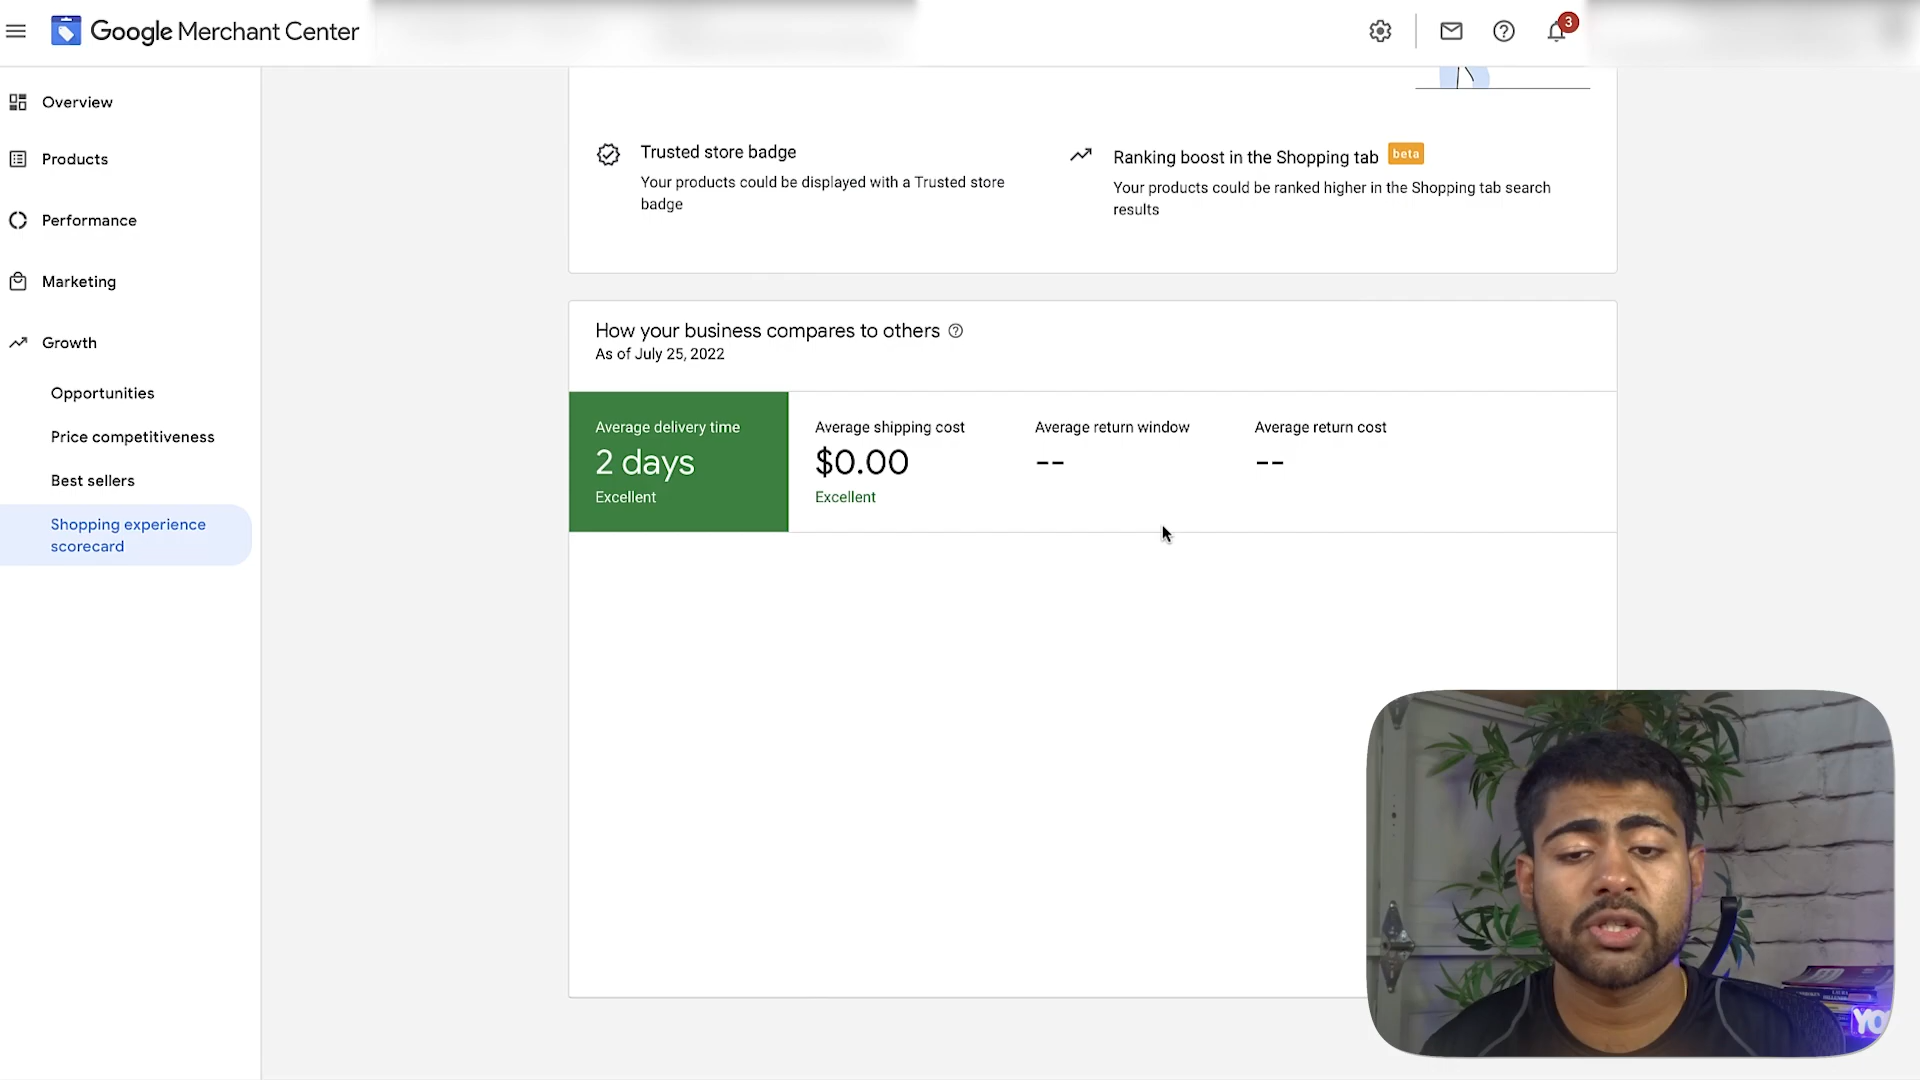 Google Merchant Center
3
Overview
Products
Performance
Marketing
Growth
Opportunities
Price competitiveness
Best sellers
Shopping experience
scorecard
Trusted store badge
Your products could be displayed with a Trusted store
badge
Ranking boost in the Shopping tab beta
Your products could be ranked higher in the Shopping tab search
results
How your business compares to others
As of July 25, 2022
Average delivery time
2 days
Excellent
Average shipping cost
$0.00
Excellent
Average return window
--
Average return cost
--
YO